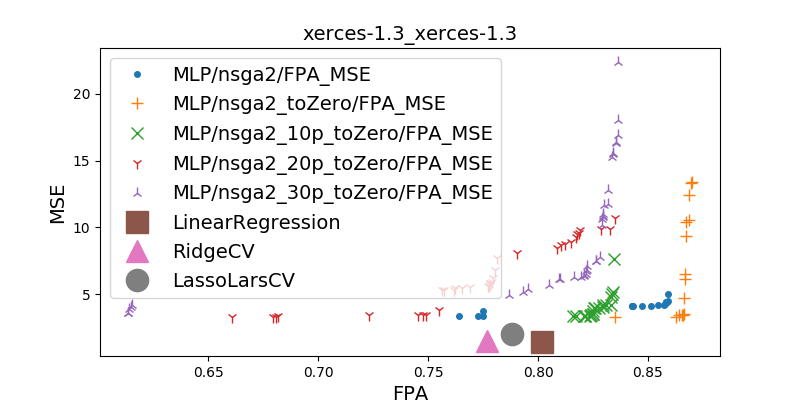 xerces-1.3_xerces-1.3
MLP/nsga2/FPA_MSE
MLP/nsga2_toZero/FPA_MSE
MLP/nsga2_10p_toZero/FPA_MSE
MLP/nsga2_20p_toZero/FPA_MSE
MLP/nsga2_30p_toZero/FPA_MSE
LinearRegression
RidgeCV
LassoLarsCV
MSE
20
15
10
5
0.65 0.70 0.75 0.80 0.85
FPA